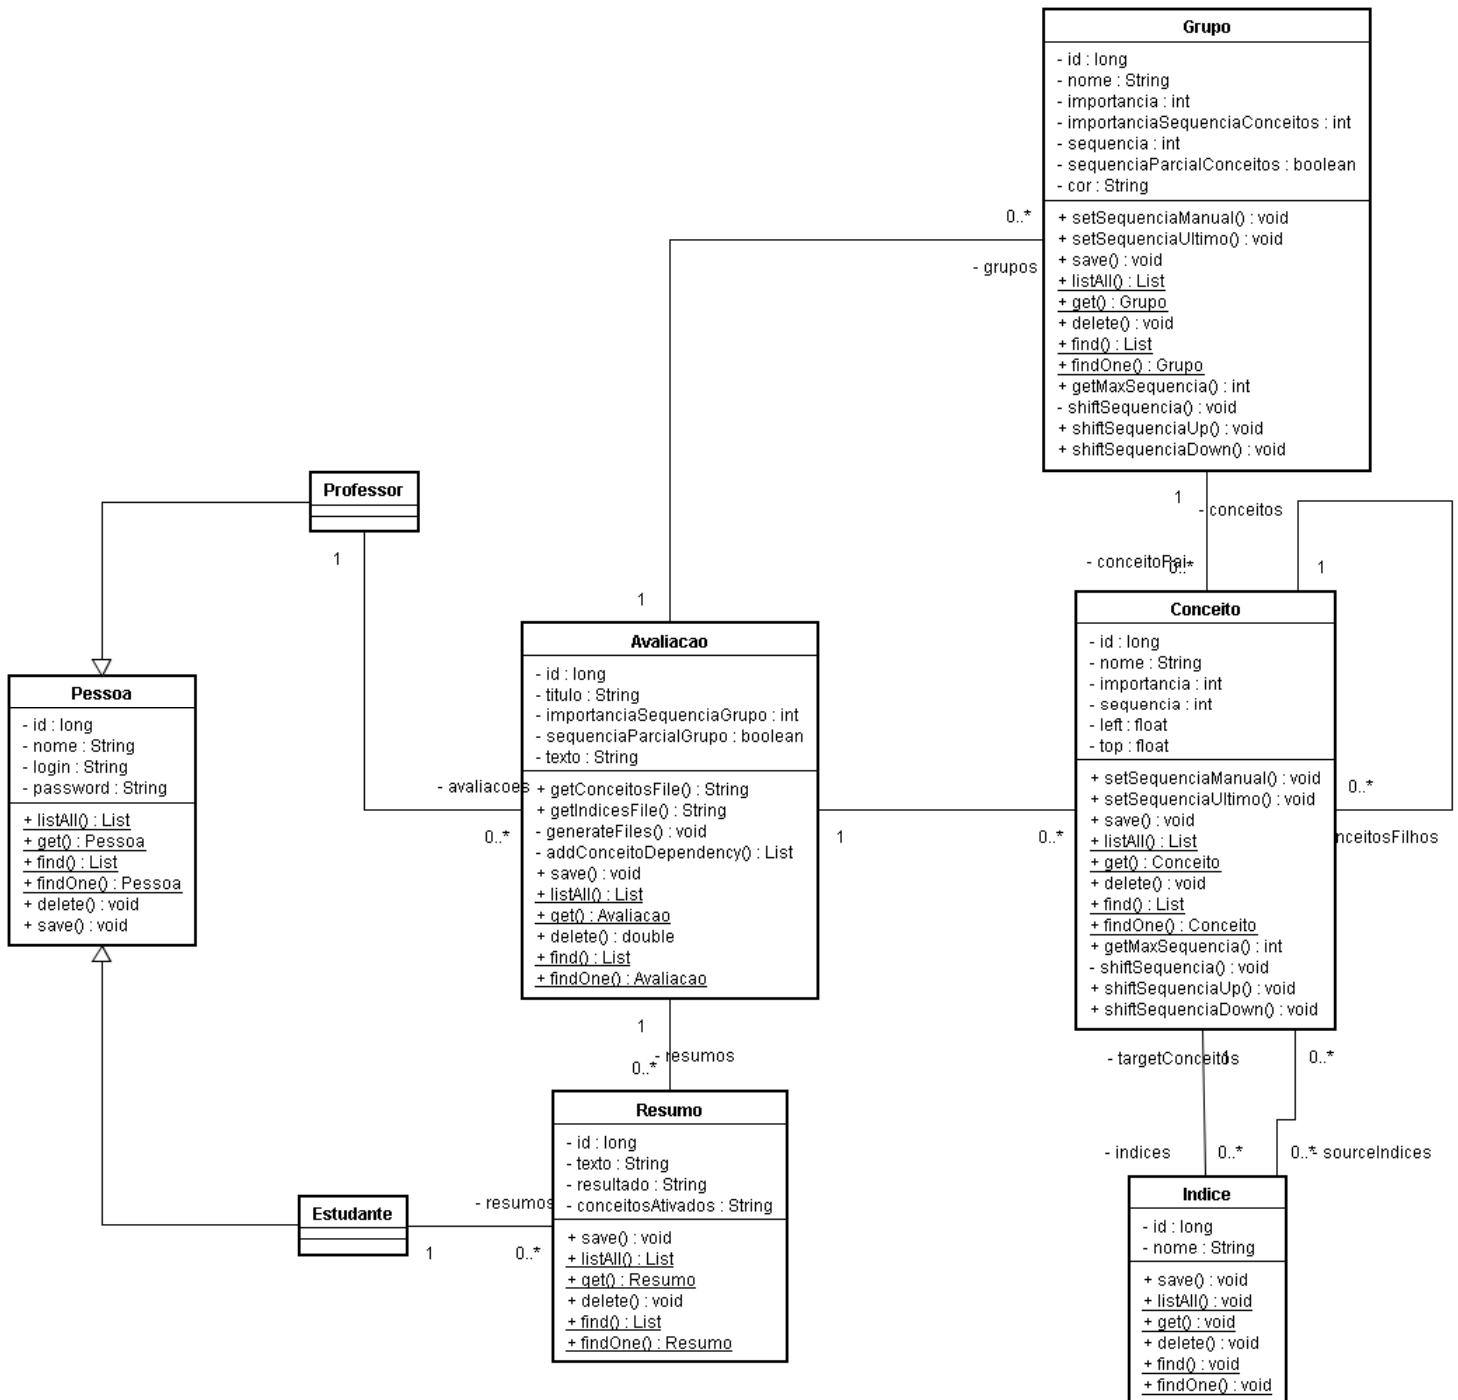 Grupo
- id : long
- nome : String
- importancia : int
- importanciaSequenciaConceitos : int
- sequencia : int
- sequenciaParcialConceitos : boolean
- cor : String
+ setSequenciaManual() : void
+ setSequenciaUltimo() : void
+ save() : void
+ listAll() : List
+ get() : Grupo
+ delete() : void
+ find() : List
+ findOne() : Grupo
+ getMaxSequencia() : int
- shiftSequencia() : void
+ shiftSequenciaUp() : void
+ shiftSequenciaDown() : void
0..*
- grupos
1
- conceitos
- conceitoPai
0..*
1
Professor
1
1
Pessoa
- id : long
- nome : String
- login : String
- password : String
+ listAll() : List
+ get() : Pessoa
+ find() : List
+ findOne() : Pessoa
+ delete() : void
+ save() : void
Avaliacao
- id : long
- titulo : String
- importanciaSequenciaGrupo : int
- sequenciaParcialGrupo : boolean
- texto : String
+ getConceitosFile() : String
+ getIndicesFile() : String
- generateFiles() : void
- addConceitoDependency() : List
+ save() : void
+ listAll() : List
+ get() : Avaliacao
+ delete() : double
+ find() : List
+ findOne() : Avaliacao
- avaliacoes
0..*
1
0..*
Conceito
- id : long
- nome : String
- importancia : int
- sequencia : int
- left : float
- top : float
+ setSequenciaManual() : void
+ setSequenciaUltimo() : void
+ save() : void
+ listAll() : List
+ get() : Conceito
+ delete() : void
+ find() : List
+ findOne() : Conceito
+ getMaxSequencia() : int
- shiftSequencia() : void
+ shiftSequenciaUp() : void
+ shiftSequenciaDown() : void
0..*
nceitosFilhos
1
- resumos
0..*
- targetConceitos
1
0..*
Resumo
- id : long
- texto : String
- resultado : String
- conceitosAtivados : String
+ save() : void
+ listAll() : List
+ get() : Resumo
+ delete() : void
+ find() : List
+ findOne() : Resumo
- indices
0..*
0..*
- sourceIndices
Estudante
- resumos
1
0..*
Indice
- id : long
- nome : String
+ save() : void
+ listAll() : void
+ get() : void
+ delete() : void
+ find() : void
+ findOne() : void